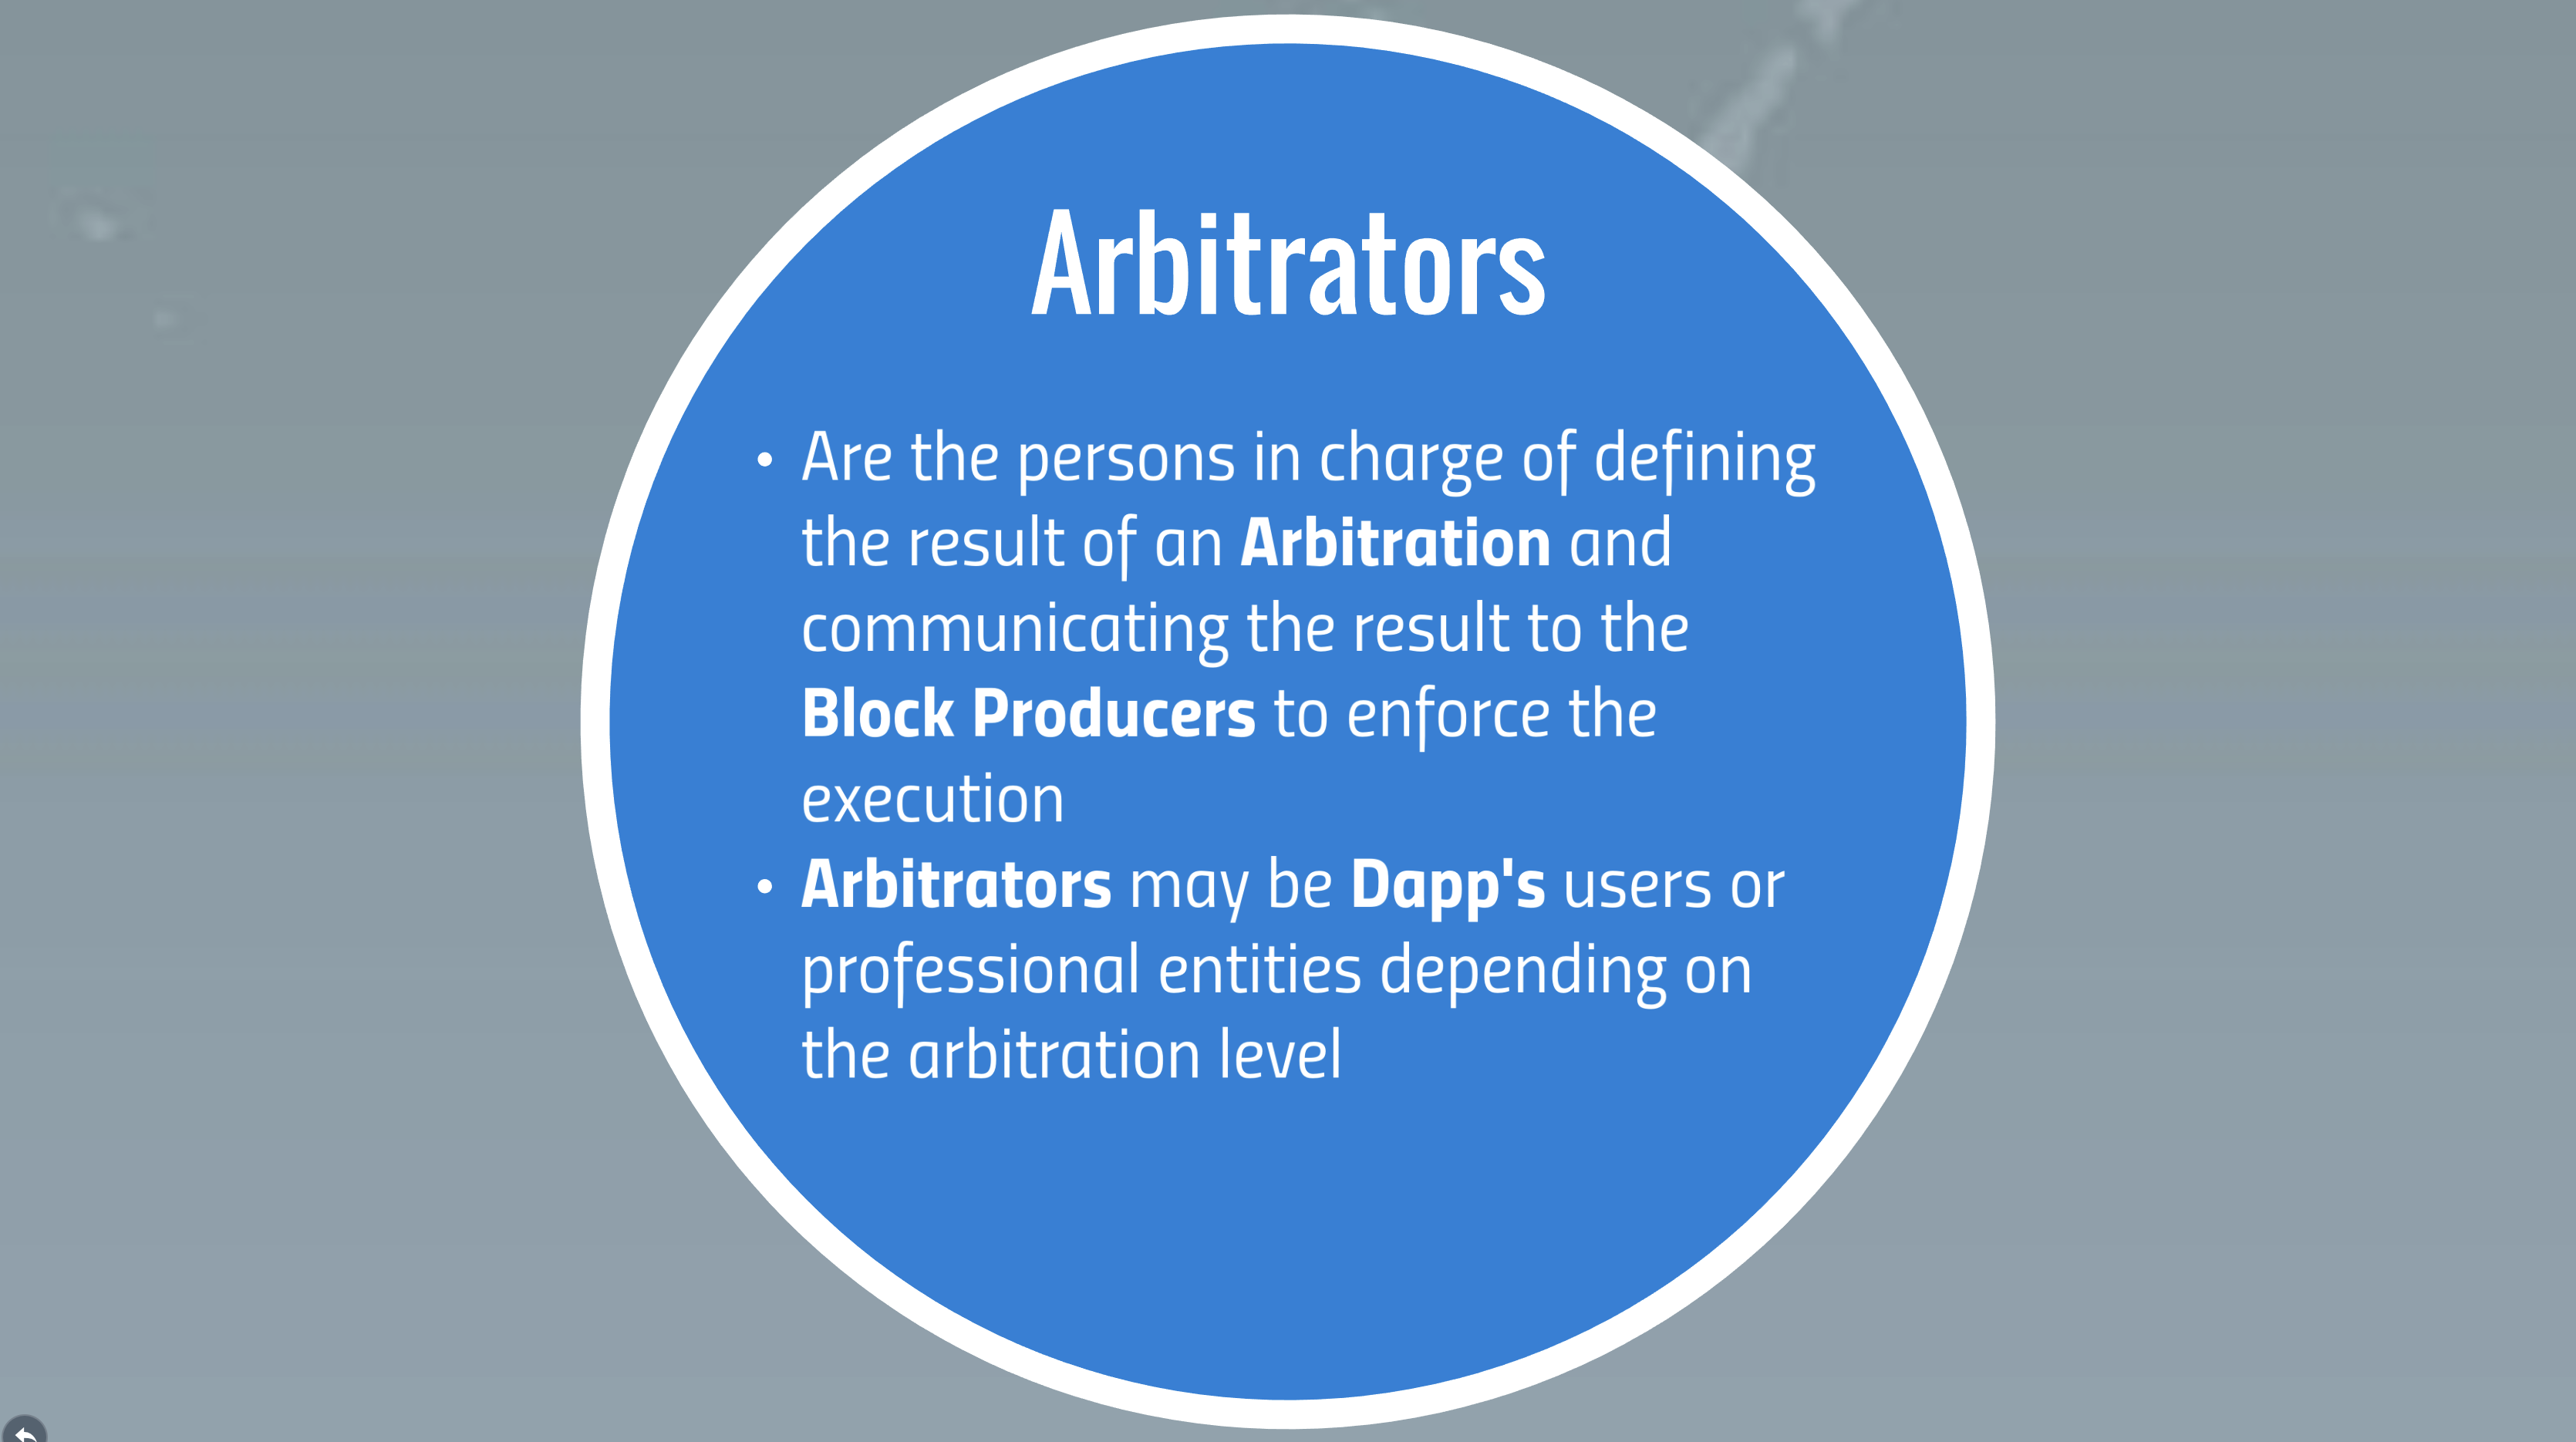 Arbitrators
• Are the persons in charge of defining
the result of an Arbitration and
communicating the result to the
Block Producers to enforce the
execution
• Arbitrators may be Dapp's users or
professional entities depending on
the arbitration level